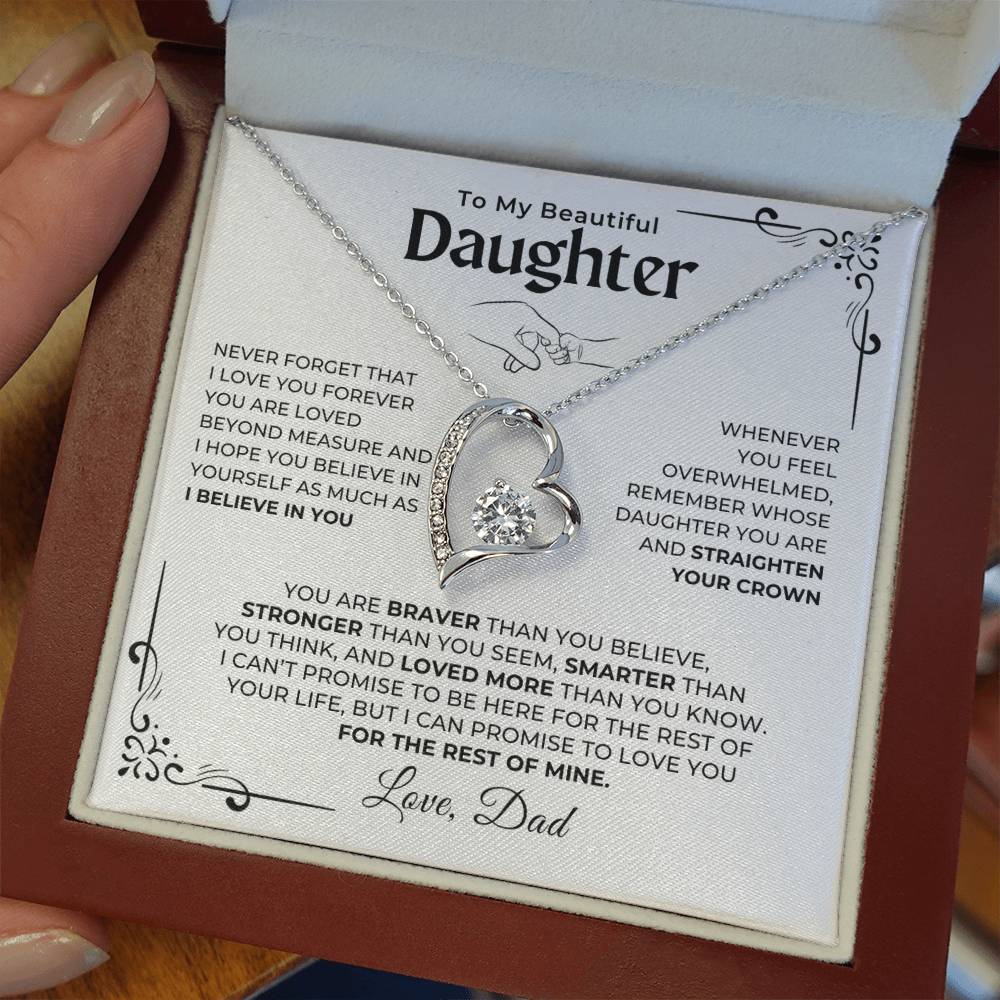 To My Beautiful
Daughter
NEVER FORGET THAT
I LOVE YOU FOREVER
YOU ARE LOVED
BEYOND MEASURE AND
I HOPE YOU BELIEVE IN
YOURSELF AS MUCH AS
I BELIEVE IN YOU
WHENEVER
YOU FEEL
OVERWHELMED,
REMEMBER WHOSE
DAUGHTER YOU ARE
AND STRAIGHTEN
YOUR CROWN
YOU ARE BRAVER THAN YOU BELIEVE,
STRONGER THAN YOU SEEM, SMARTER THAN
YOU THINK, AND LOVED MORE THAN YOU KNOW.
I CAN'T PROMISE TO BE HERE FOR THE REST OF
YOUR LIFE, BUT I CAN PROMISE TO LOVE YOU
FOR THE REST OF MINE.
Love, Dad